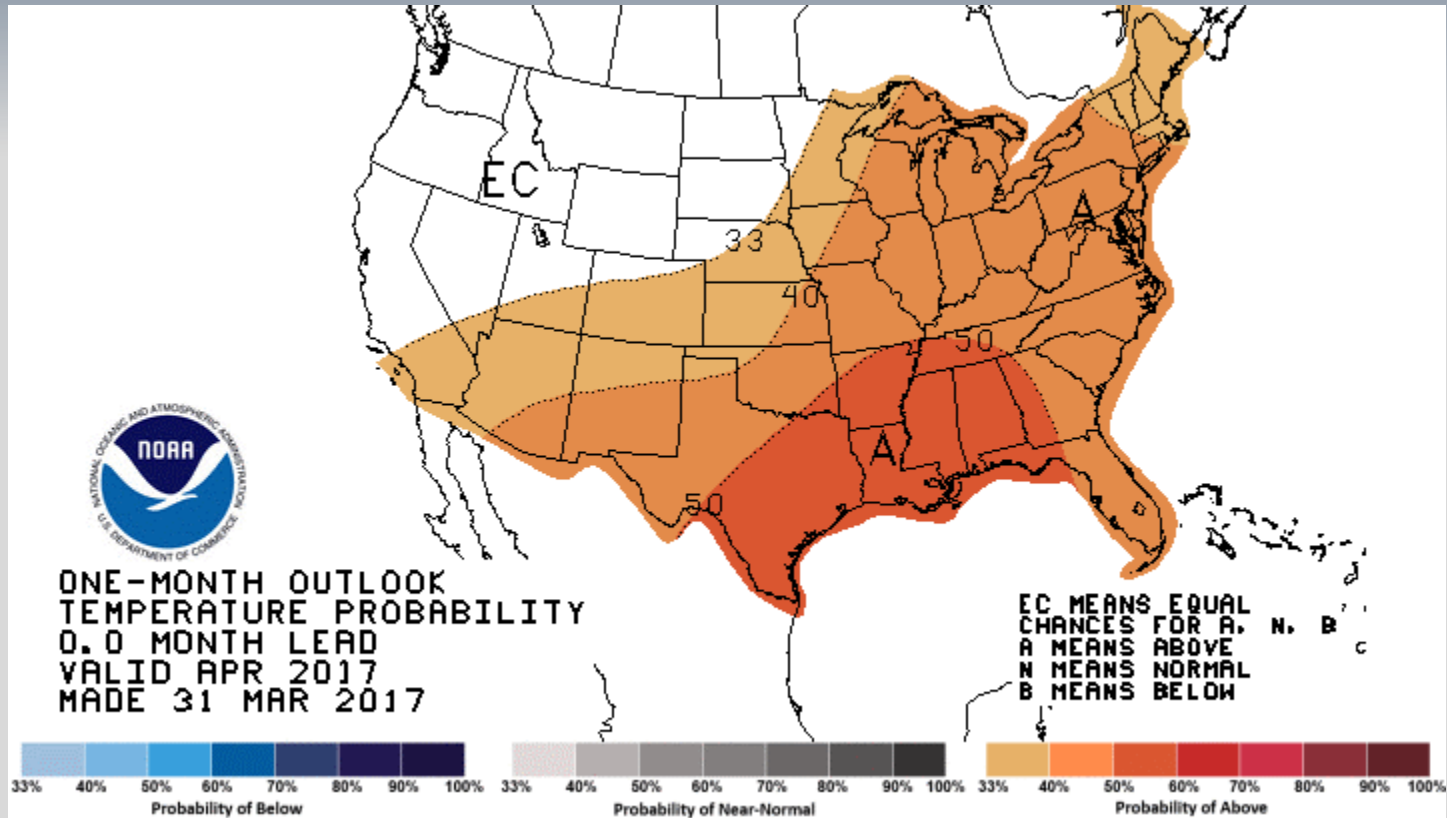 EC
A
33
40
50
A
50
NOAA
NATIONAL OCEANIC AND ATMOSPHERIC ADMINISTRATION
U.S. DEPARTMENT OF COMMERCE
ONE-MONTH OUTLOOK
TEMPERATURE PROBABILITY
0.0 MONTH LEAD
VALID APR 2017
MADE 31 MAR 2017
EC MEANS EQUAL
CHANCES FOR A, N, B
A MEANS ABOVE
N MEANS NORMAL
B MEANS BELOW
33% 40% 50% 60% 70% 80% 90% 100%
Probability of Below
33% 40% 50% 60% 70% 80% 90% 100%
Probability of Near-Normal
33% 40% 50% 60% 70% 80% 90% 100%
Probability of Above